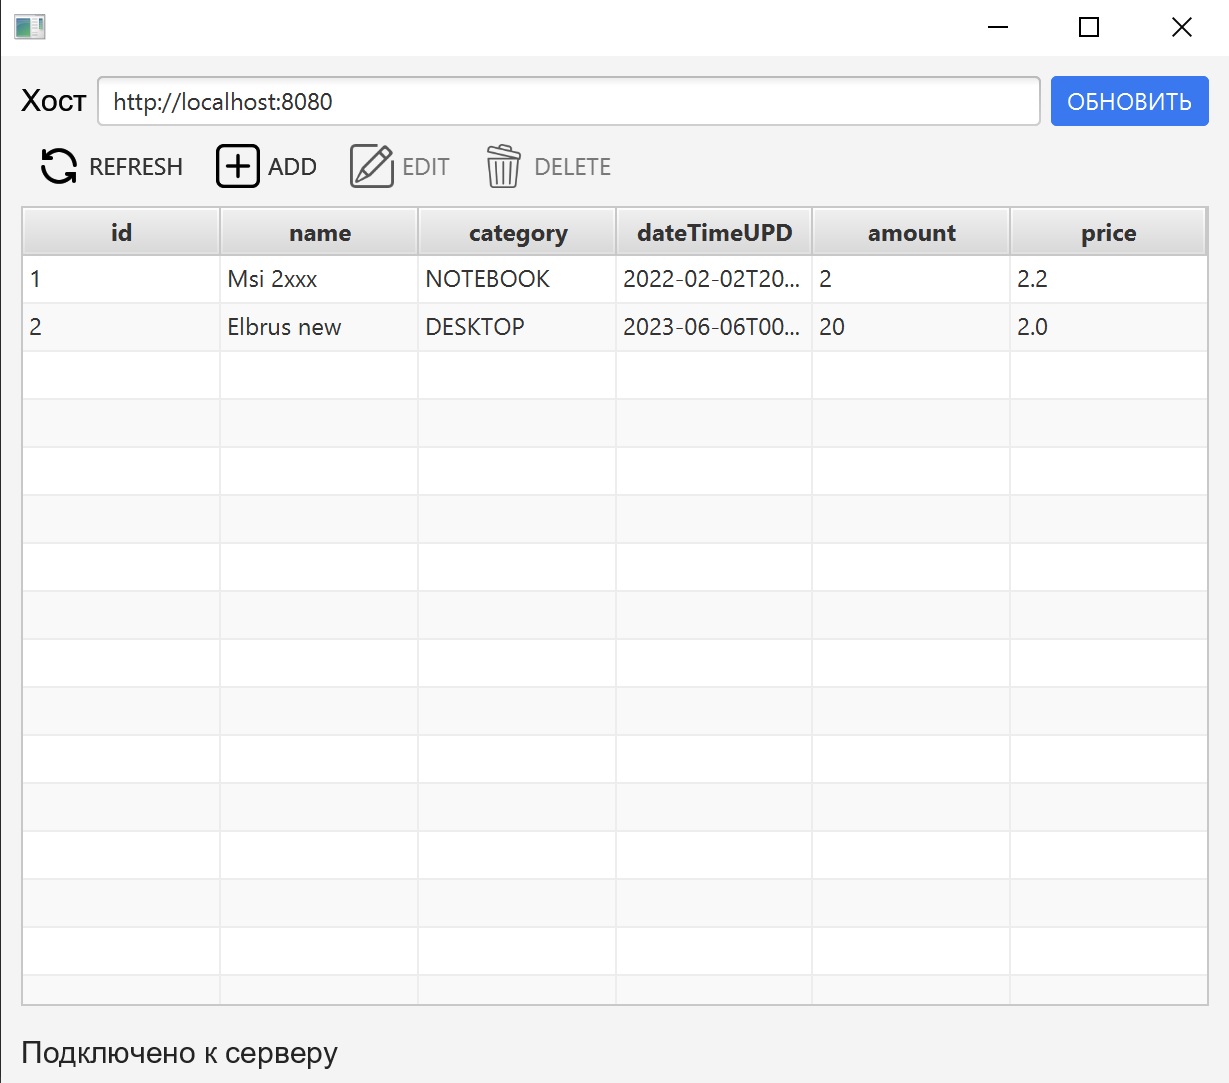 Хост http://localhost:8080 ОБНОВИТЬ
REFRESH ADD EDIT DELETE
id name category dateTimeUPD amount price
1 Msi 2xxx NOTEBOOK 2022-02-02T20... 2 2.2
2 Elbrus new DESKTOP 2023-06-06T00... 20 2.0
Подключено к серверу